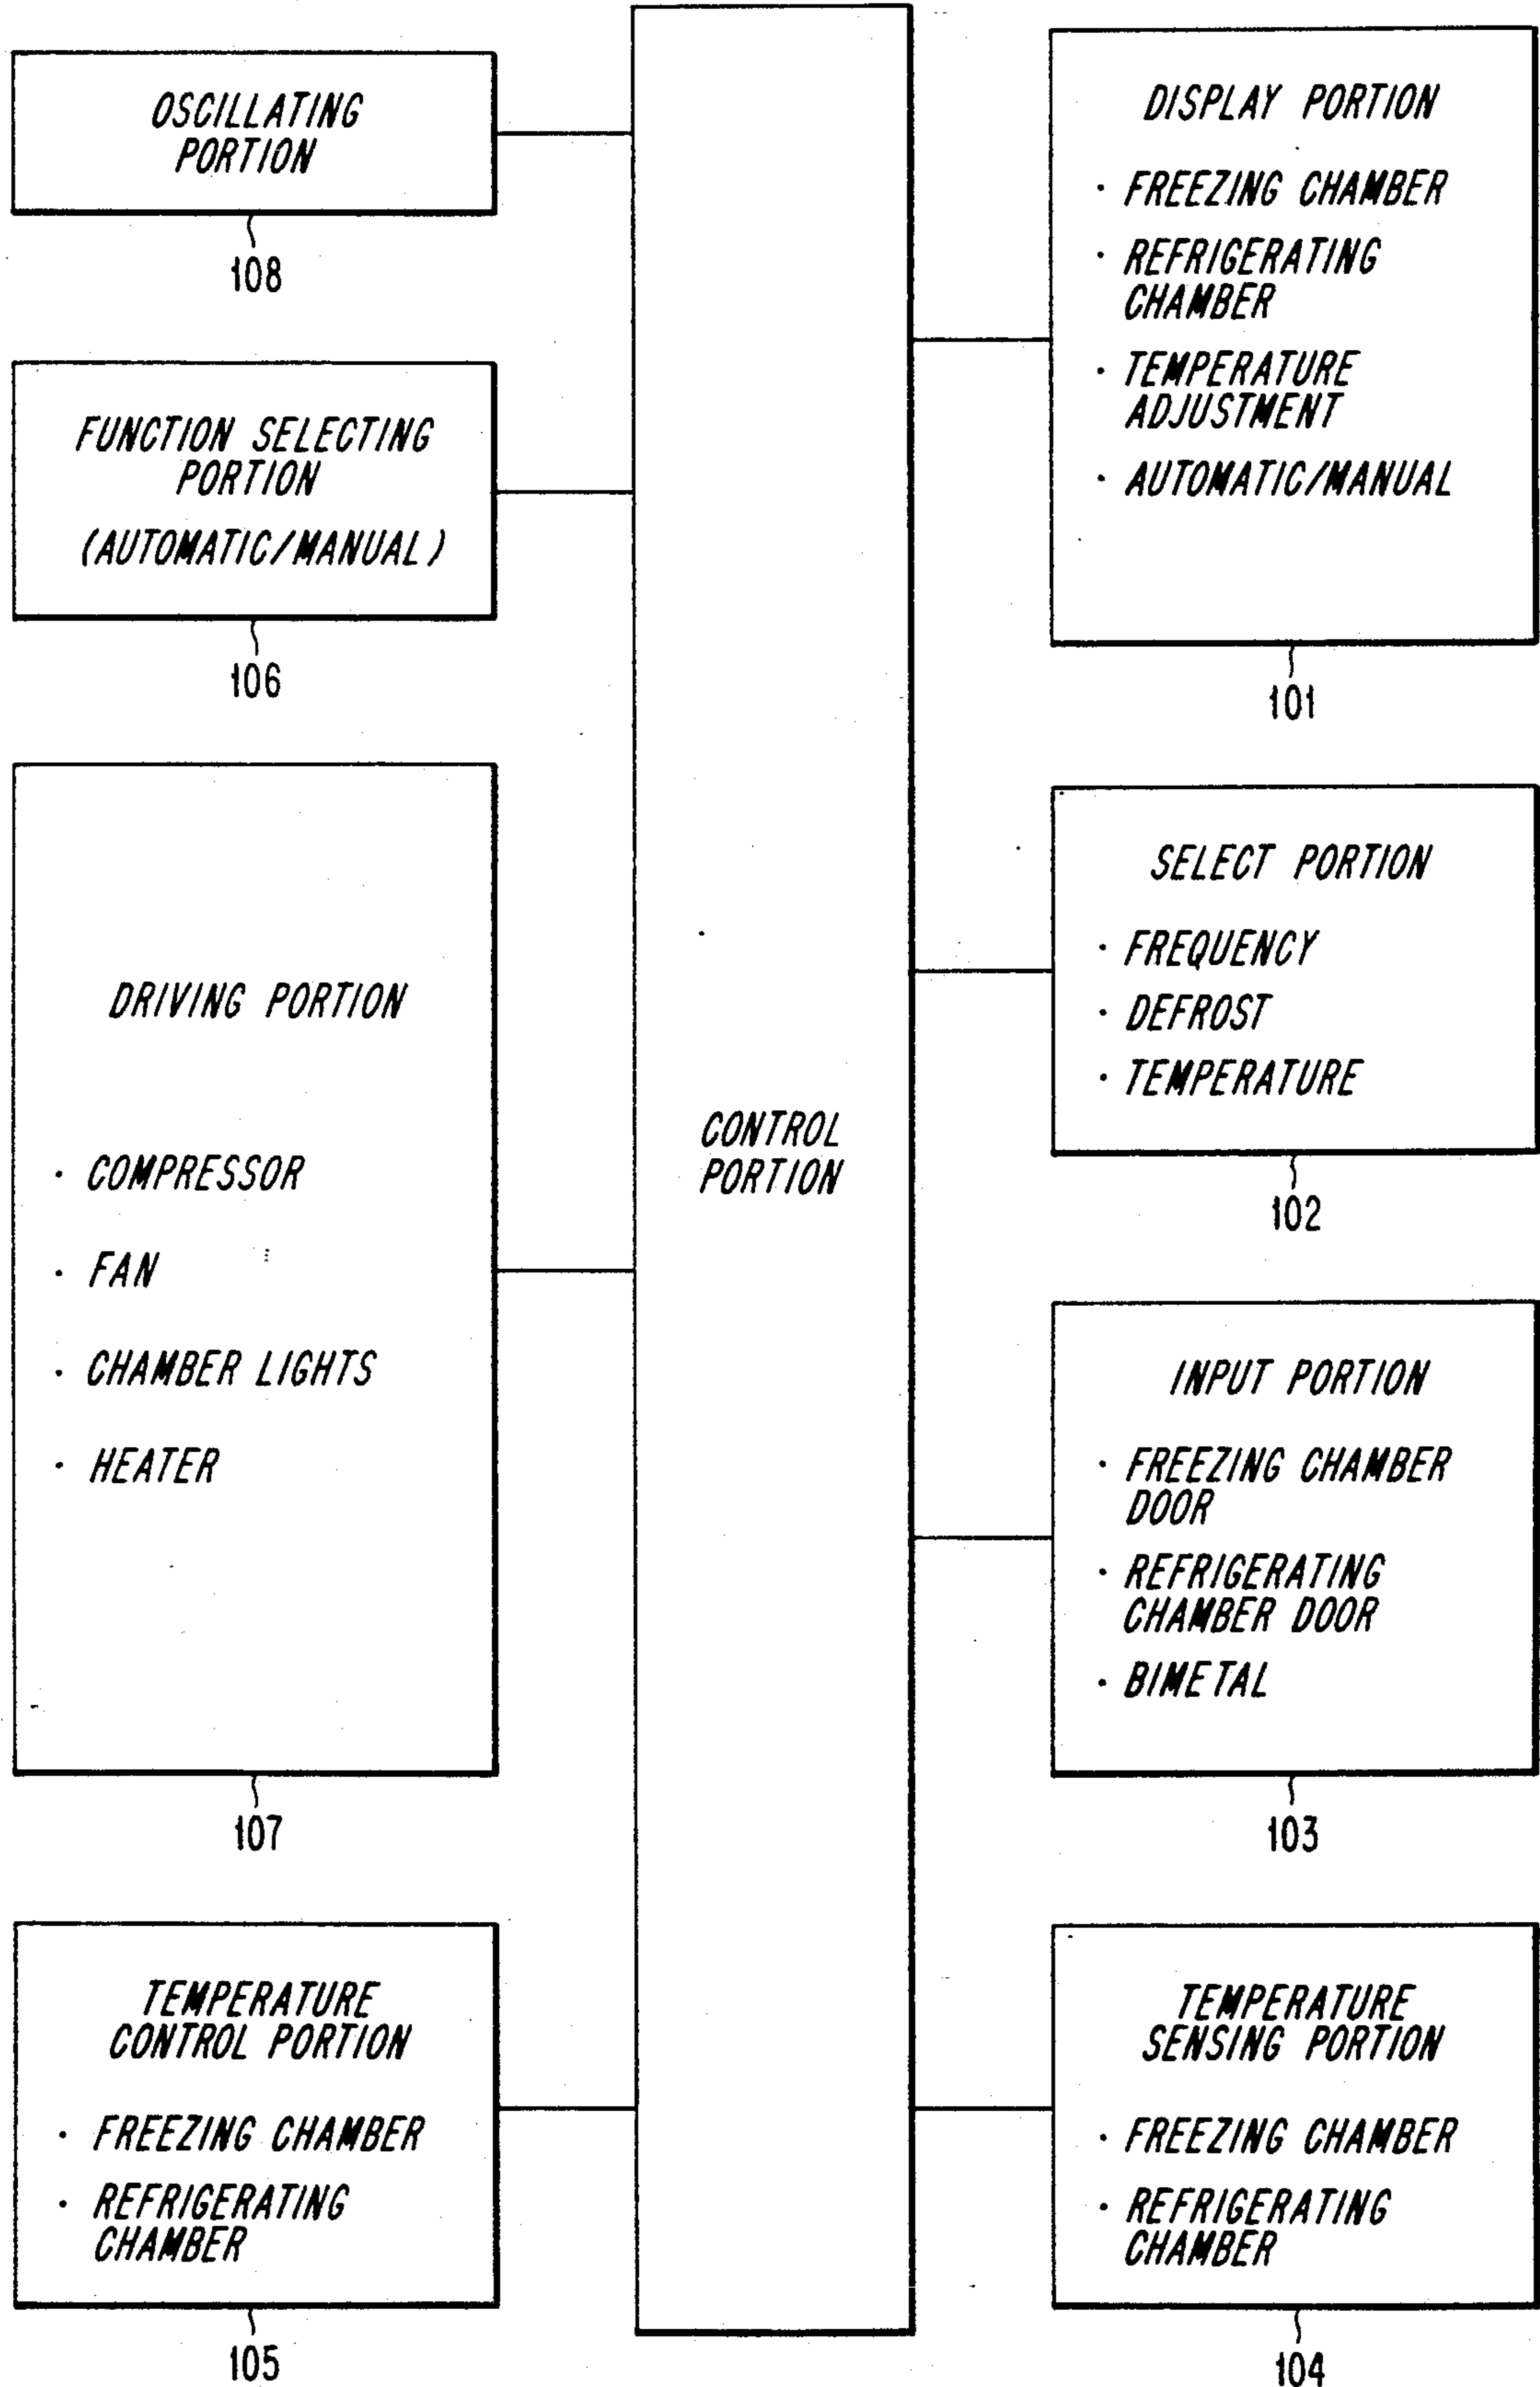 OSCILLATING
PORTION
108
FUNCTION SELECTING
PORTION
(AUTOMATIC/MANUAL)
106
DRIVING PORTION
· COMPRESSOR
· FAN
· CHAMBER LIGHTS
· HEATER
107
TEMPERATURE
CONTROL PORTION
· FREEZING CHAMBER
· REFRIGERATING
CHAMBER
105
CONTROL
PORTION
DISPLAY PORTION
· FREEZING CHAMBER
· REFRIGERATING
CHAMBER
· TEMPERATURE
ADJUSTMENT
· AUTOMATIC/MANUAL
101
SELECT PORTION
· FREQUENCY
· DEFROST
· TEMPERATURE
102
INPUT PORTION
· FREEZING CHAMBER
DOOR
· REFRIGERATING
CHAMBER DOOR
· BIMETAL
103
TEMPERATURE
SENSING PORTION
· FREEZING CHAMBER
· REFRIGERATING
CHAMBER
104